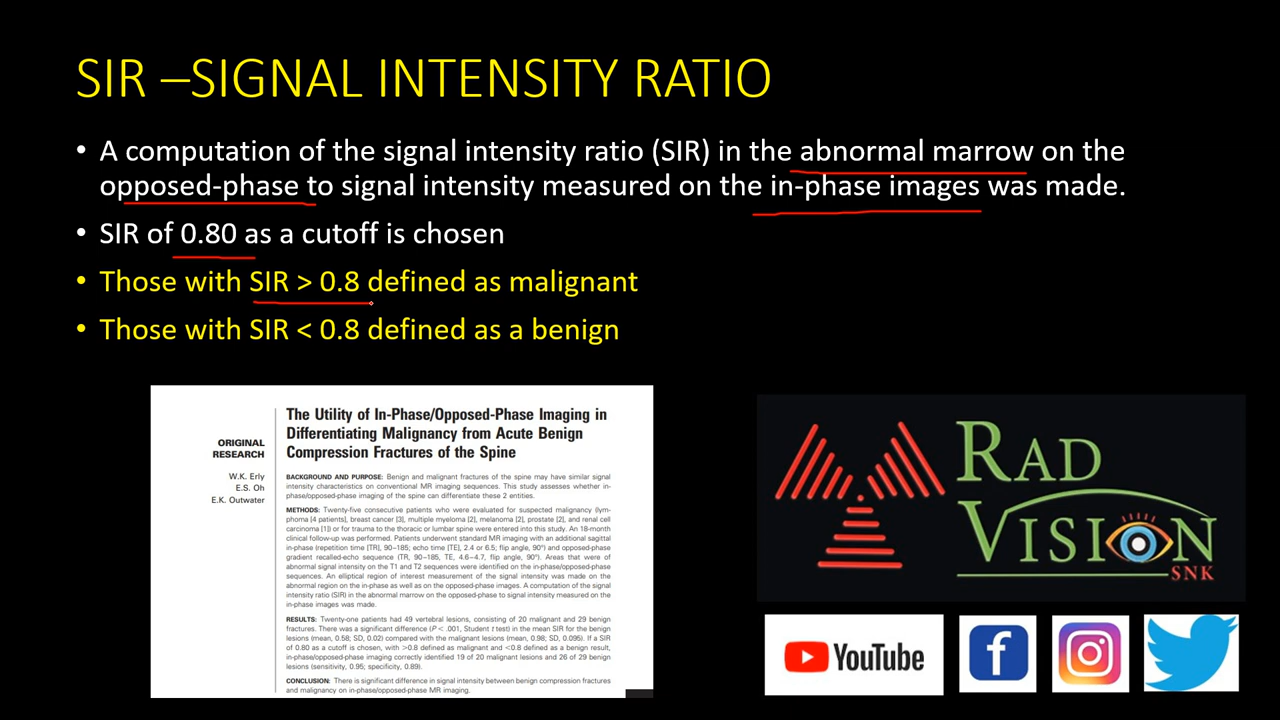 SIR –SIGNAL INTENSITY RATIO
• A computation of the signal intensity ratio (SIR) in the abnormal marrow on the
opposed-phase to signal intensity measured on the in-phase images was made.
• SIR of 0.80 as a cutoff is chosen
• Those with SIR > 0.8 defined as malignant
• Those with SIR < 0.8 defined as a benign
ORIGINAL
RESEARCH
W.K. Erly
E.S. Oh
E.K. Outwater
The Utility of In-Phase/Opposed-Phase Imaging in
Differentiating Malignancy from Acute Benign
Compression Fractures of the Spine
BACKGROUND AND PURPOSE: Benign and malignant fractures of the spine may have similar signal
intensity characteristics on conventional MR imaging sequences. This study assesses whether in-
phase/opposed-phase imaging of the spine can differentiate these 2 entities.
METHODS: Twenty-five consecutive patients who were evaluated for suspected malignancy (lym-
phoma [4 patients], breast cancer [3], multiple myeloma [2], melanoma [2], prostate [2], and renal cell
carcinoma [1]) or for trauma to the thoracic or lumbar spine were entered into this study. An 18-month
clinical follow-up was performed. Patients underwent standard MR imaging with an additional sagittal
in-phase (repetition time [TR], 90–185; echo time [TE], 2.4 or 6.5; flip angle, 90°) and opposed-phase
gradient recalled-echo sequence (TR, 90–185, TE, 4.6–4.7, flip angle, 90°). Areas that were of
abnormal signal intensity on the T1 and T2 sequences were identified on the in-phase/opposed-phase
sequences. An elliptical region of interest measurement of the signal intensity was made on the
abnormal region on the in-phase as well as on the opposed-phase images. A computation of the signal
intensity ratio (SIR) in the abnormal marrow on the opposed-phase to signal intensity measured on the
in-phase images was made.
RESULTS: Twenty-one patients had 49 vertebral lesions, consisting of 20 malignant and 29 benign
fractures. There was a significant difference (P < .001, Student t test) in the mean SIR for the benign
lesions (mean, 0.58; SD, 0.02) compared with the malignant lesions (mean, 0.98; SD, 0.095). If a SIR
of 0.80 as a cutoff is chosen, with >0.8 defined as malignant and <0.8 defined as a benign result,
in-phase/opposed-phase imaging correctly identified 19 of 20 malignant lesions and 26 of 29 benign
lesions (sensitivity, 0.95; specificity, 0.89).
CONCLUSION: There is significant difference in signal intensity between benign compression fractures
and malignancy on in-phase/opposed-phase MR imaging.
RAD
VISION
SNK
YouTube